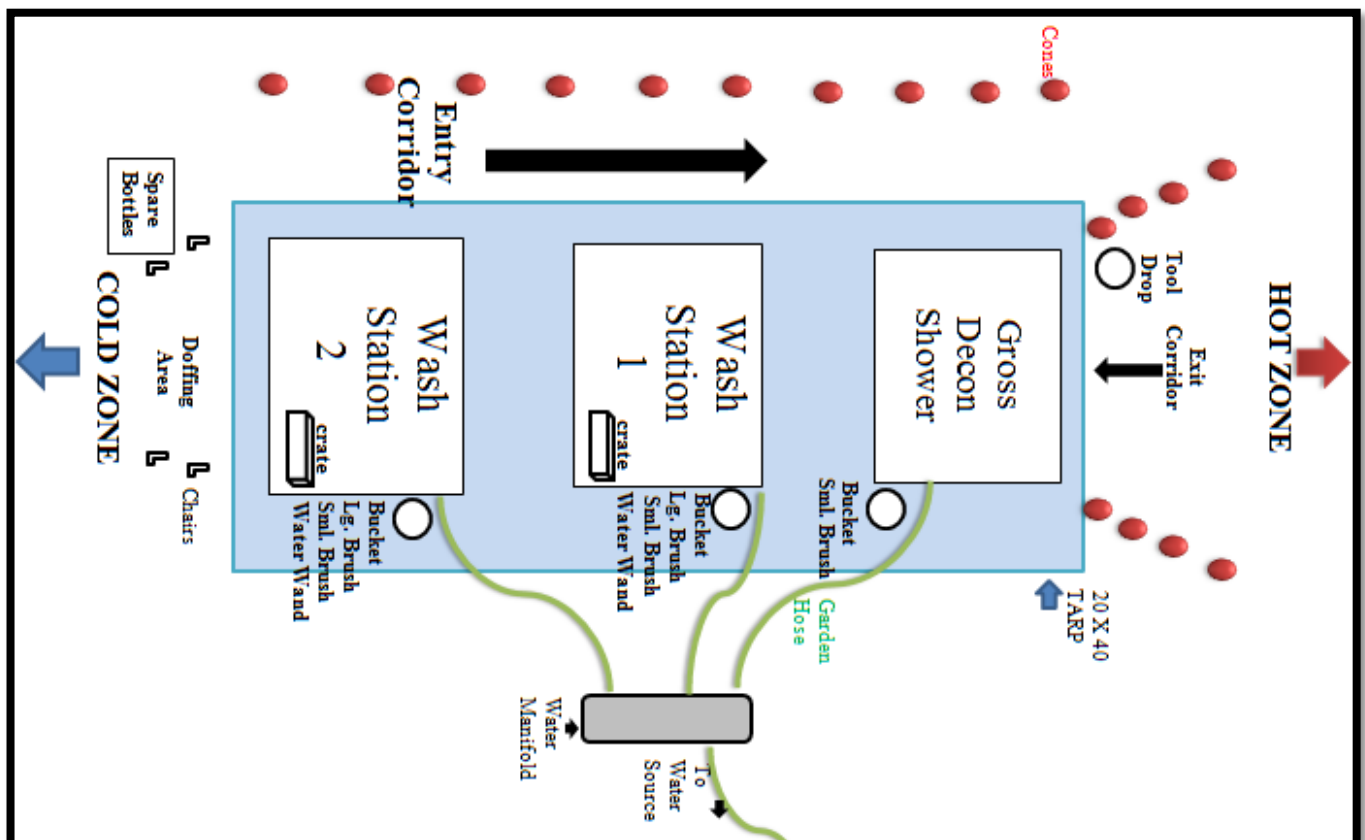 HOT ZONE
Cones
Tool
Drop
Exit
Corridor
20 X 40
TARP
Gross
Decon
Shower
Bucket
Sml. Brush
Garden
Hose
Entry
Corridor
Wash
Station
1
crate
Bucket
Lg. Brush
Sml. Brush
Water Wand
To
Water
Source
Water
Manifold
Wash
Station
2
crate
Bucket
Lg. Brush
Sml. Brush
Water Wand
Spare
Bottles
Doffing
Area
Chairs
COLD ZONE